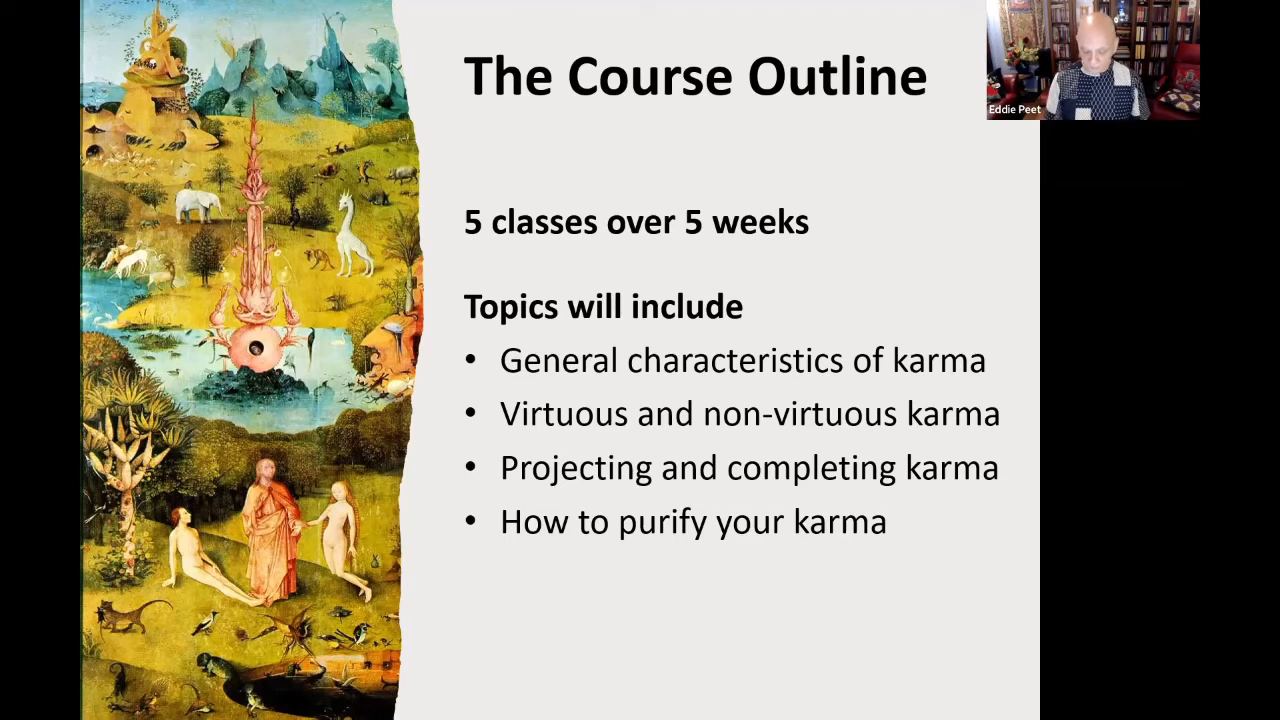 The Course Outline
Eddie Peet
5 classes over 5 weeks
Topics will include
• General characteristics of karma
• Virtuous and non-virtuous karma
• Projecting and completing karma
• How to purify your karma